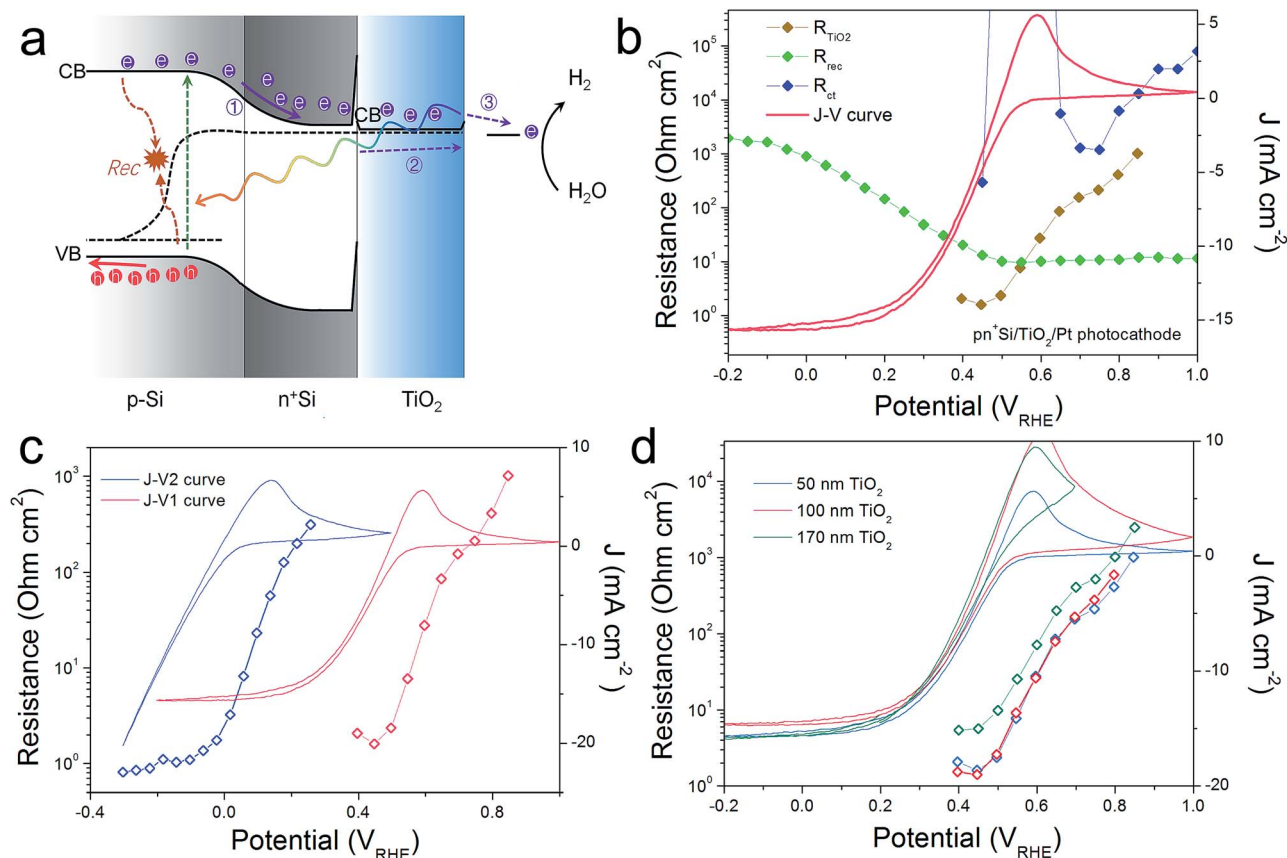 a
CB
e e e e e e e e e e e e
①
CB
③
e
H₂
Rec
②
H₂O
VB
h h h h h h
p-Si
n⁺Si
TiO₂
b
Resistance (Ohm cm²)
10⁵
10⁴
10³
10²
10¹
10⁰
R_TiO2
R_rec
R_ct
J-V curve
pn⁺Si/TiO₂/Pt photocathode
5
0
-5
-10
-15
J (mA cm⁻²)
-0.2 0.0 0.2 0.4 0.6 0.8 1.0
Potential (V_RHE)
c
Resistance (Ohm cm²)
10³
10²
10¹
10⁰
J-V2 curve
J-V1 curve
10
0
-10
-20
J (mA cm⁻²)
-0.4 0.0 0.4 0.8
Potential (V_RHE)
d
Resistance (Ohm cm²)
10⁴
10³
10²
10¹
10⁰
50 nm TiO₂
100 nm TiO₂
170 nm TiO₂
10
0
-10
-20
J (mA cm⁻²)
-0.2 0.0 0.2 0.4 0.6 0.8 1.0
Potential (V_RHE)